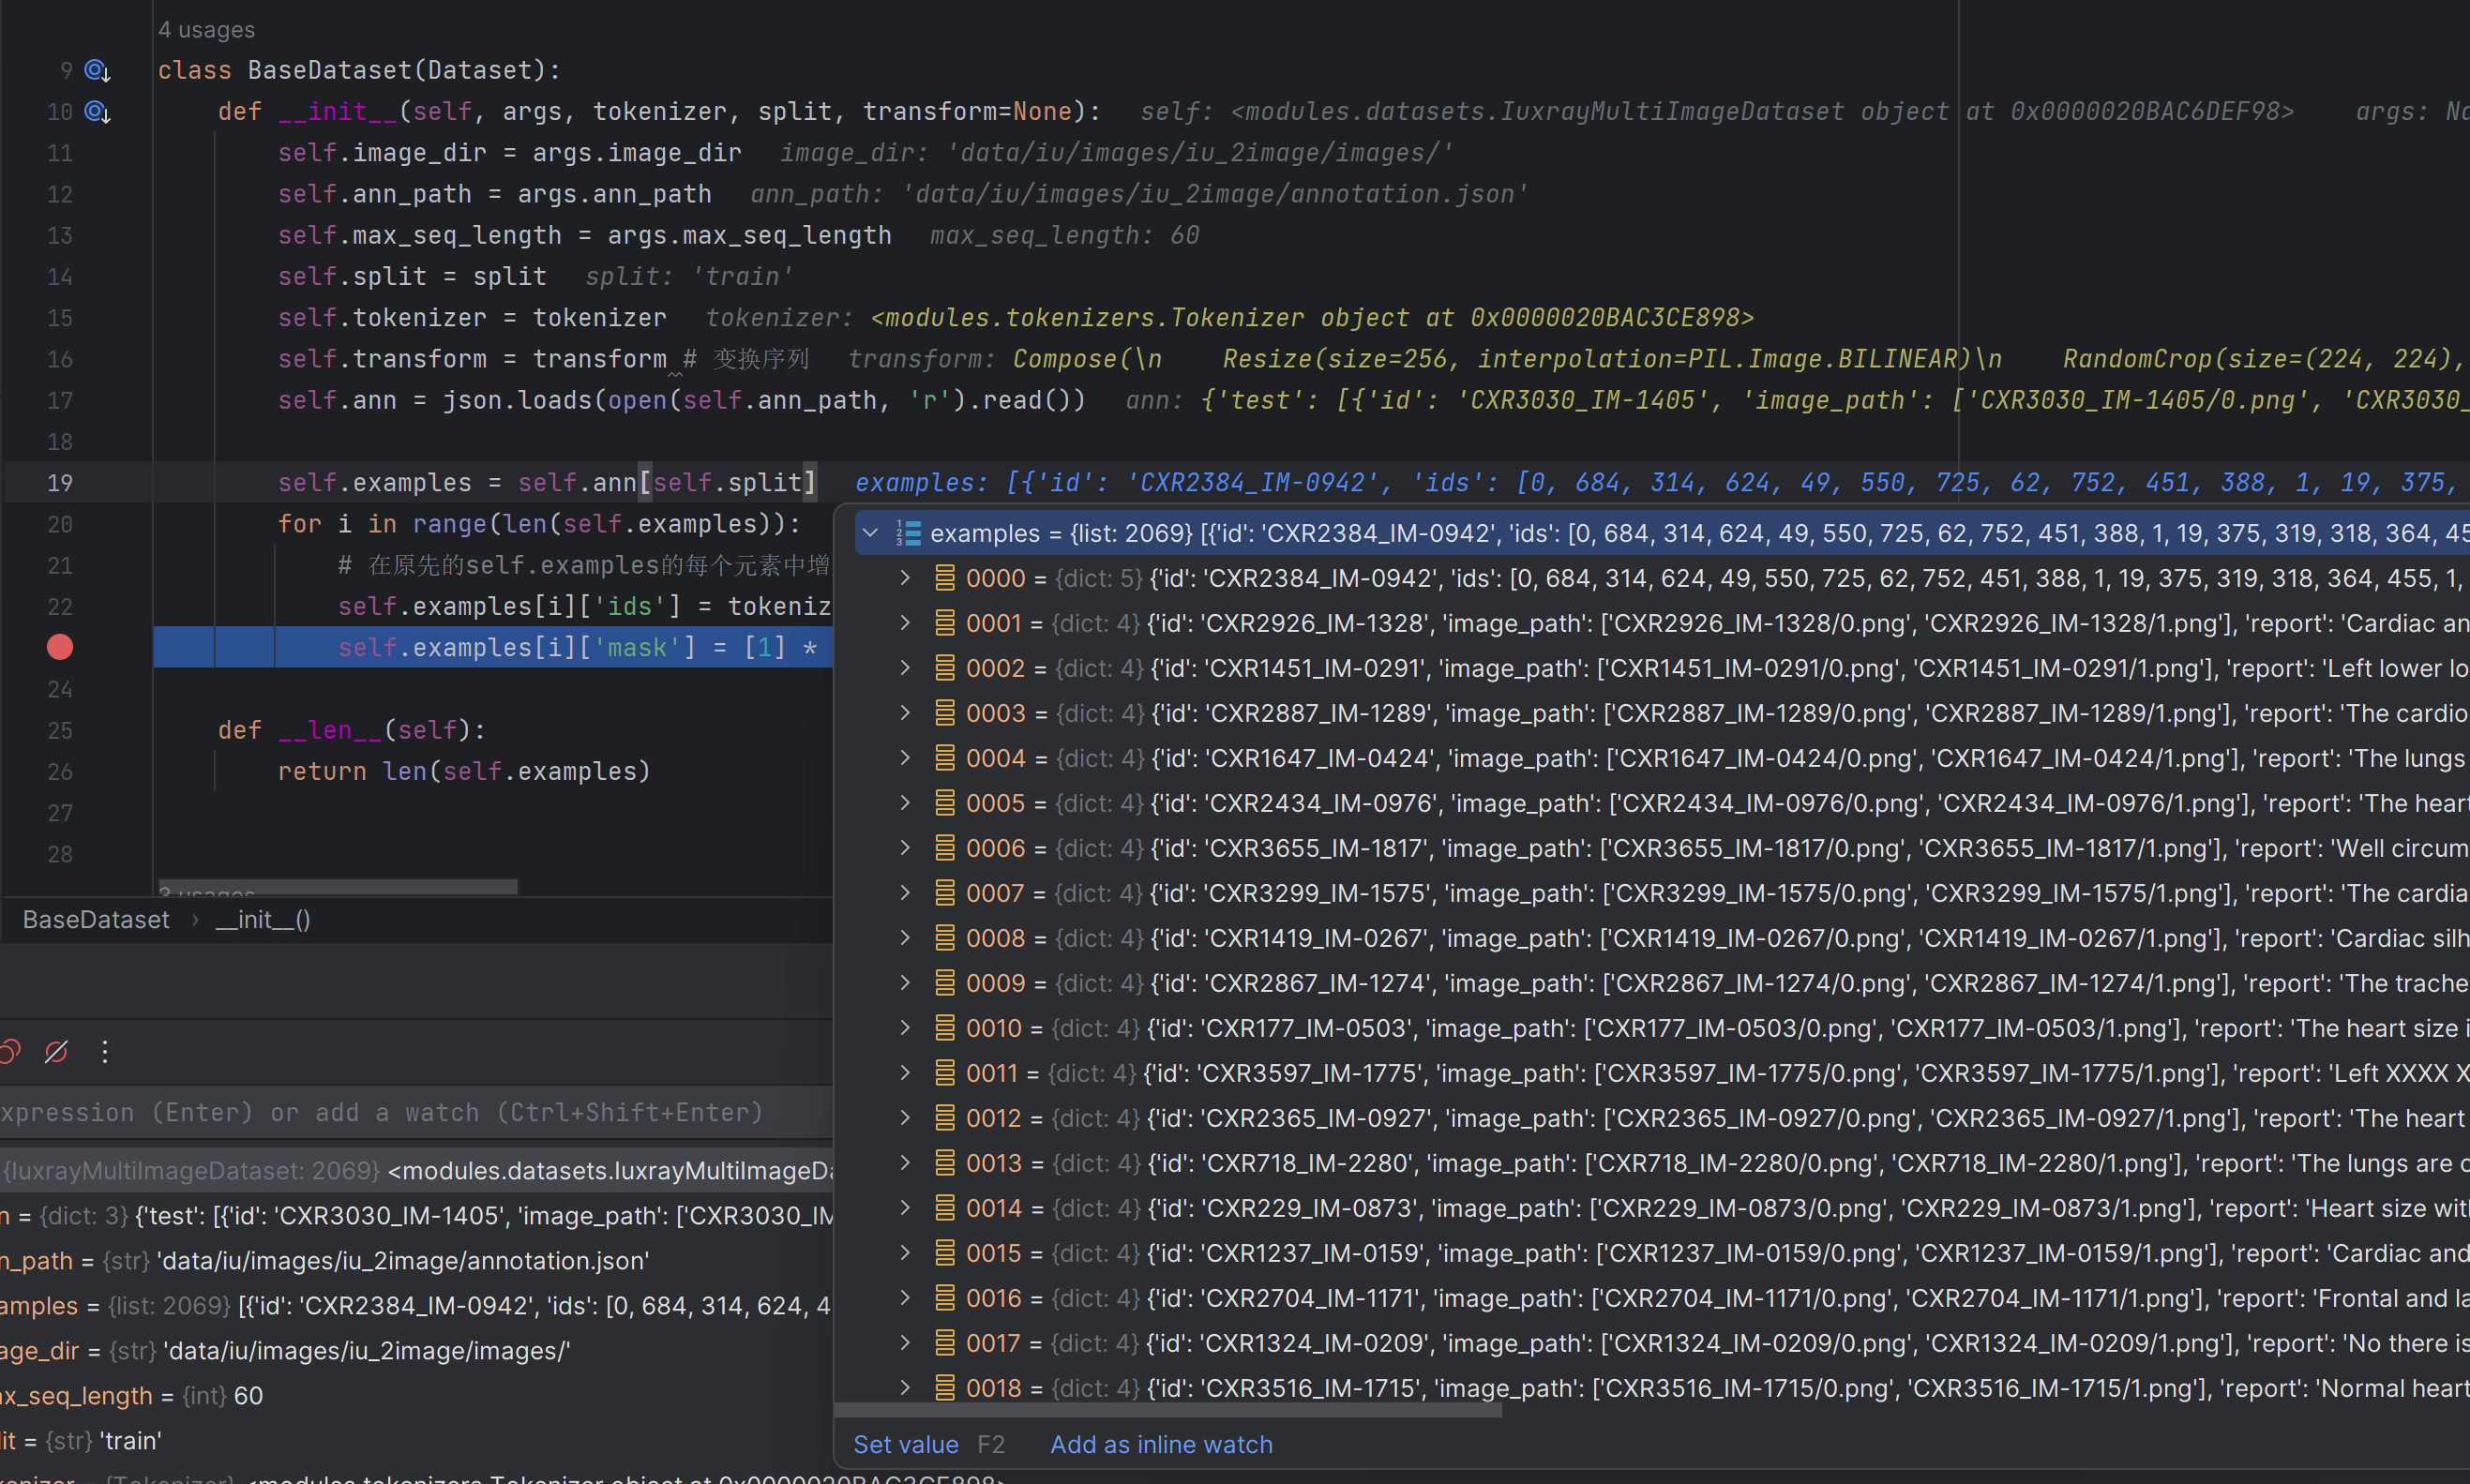 4 usages
9 class BaseDataset(Dataset):
10 def __init__(self, args, tokenizer, split, transform=None): self: <modules.datasets.IuxrayMultiImageDataset object at 0x0000020BAC6DEF98> args:
11 self.image_dir = args.image_dir image_dir: 'data/iu/images/iu_2image/images/'
12 self.ann_path = args.ann_path ann_path: 'data/iu/images/iu_2image/annotation.json'
13 self.max_seq_length = args.max_seq_length max_seq_length: 60
14 self.split = split split: 'train'
15 self.tokenizer = tokenizer tokenizer: <modules.tokenizers.Tokenizer object at 0x0000020BAC3CE898>
16 self.transform = transform # 变换序列 transform: Compose(\n Resize(size=256, interpolation=PIL.Image.BILINEAR)\n RandomCrop(size=(224, 224),
17 self.ann = json.loads(open(self.ann_path, 'r').read()) ann: {'test': [{'id': 'CXR3030_IM-1405', 'image_path': ['CXR3030_IM-1405/0.png', 'CXR3030_
18
19 self.examples = self.ann[self.split] examples: [{'id': 'CXR2384_IM-0942', 'ids': [0, 684, 314, 624, 49, 550, 725, 62, 752, 451, 388, 1, 19, 375,
20 for i in range(len(self.examples)):
21 # 在原先的self.examples的每个元素中增
22 self.examples[i]['ids'] = tokeniz
self.examples[i]['mask'] = [1] *
24
25 def __len__(self):
26 return len(self.examples)
27
28
3 usages
BaseDataset › __init__()
examples = {list: 2069} [{'id': 'CXR2384_IM-0942', 'ids': [0, 684, 314, 624, 49, 550, 725, 62, 752, 451, 388, 1, 19, 375, 319, 318, 364, 45
0000 = {dict: 5} {'id': 'CXR2384_IM-0942', 'ids': [0, 684, 314, 624, 49, 550, 725, 62, 752, 451, 388, 1, 19, 375, 319, 318, 364, 455, 1,
0001 = {dict: 4} {'id': 'CXR2926_IM-1328', 'image_path': ['CXR2926_IM-1328/0.png', 'CXR2926_IM-1328/1.png'], 'report': 'Cardiac an
0002 = {dict: 4} {'id': 'CXR1451_IM-0291', 'image_path': ['CXR1451_IM-0291/0.png', 'CXR1451_IM-0291/1.png'], 'report': 'Left lower lo
0003 = {dict: 4} {'id': 'CXR2887_IM-1289', 'image_path': ['CXR2887_IM-1289/0.png', 'CXR2887_IM-1289/1.png'], 'report': 'The cardio
0004 = {dict: 4} {'id': 'CXR1647_IM-0424', 'image_path': ['CXR1647_IM-0424/0.png', 'CXR1647_IM-0424/1.png'], 'report': 'The lungs
0005 = {dict: 4} {'id': 'CXR2434_IM-0976', 'image_path': ['CXR2434_IM-0976/0.png', 'CXR2434_IM-0976/1.png'], 'report': 'The heart
0006 = {dict: 4} {'id': 'CXR3655_IM-1817', 'image_path': ['CXR3655_IM-1817/0.png', 'CXR3655_IM-1817/1.png'], 'report': 'Well circum
0007 = {dict: 4} {'id': 'CXR3299_IM-1575', 'image_path': ['CXR3299_IM-1575/0.png', 'CXR3299_IM-1575/1.png'], 'report': 'The cardia
0008 = {dict: 4} {'id': 'CXR1419_IM-0267', 'image_path': ['CXR1419_IM-0267/0.png', 'CXR1419_IM-0267/1.png'], 'report': 'Cardiac silh
0009 = {dict: 4} {'id': 'CXR2867_IM-1274', 'image_path': ['CXR2867_IM-1274/0.png', 'CXR2867_IM-1274/1.png'], 'report': 'The trache
0010 = {dict: 4} {'id': 'CXR177_IM-0503', 'image_path': ['CXR177_IM-0503/0.png', 'CXR177_IM-0503/1.png'], 'report': 'The heart size i
0011 = {dict: 4} {'id': 'CXR3597_IM-1775', 'image_path': ['CXR3597_IM-1775/0.png', 'CXR3597_IM-1775/1.png'], 'report': 'Left XXXX X
0012 = {dict: 4} {'id': 'CXR2365_IM-0927', 'image_path': ['CXR2365_IM-0927/0.png', 'CXR2365_IM-0927/1.png'], 'report': 'The heart
0013 = {dict: 4} {'id': 'CXR718_IM-2280', 'image_path': ['CXR718_IM-2280/0.png', 'CXR718_IM-2280/1.png'], 'report': 'The lungs are c
0014 = {dict: 4} {'id': 'CXR229_IM-0873', 'image_path': ['CXR229_IM-0873/0.png', 'CXR229_IM-0873/1.png'], 'report': 'Heart size wit
0015 = {dict: 4} {'id': 'CXR1237_IM-0159', 'image_path': ['CXR1237_IM-0159/0.png', 'CXR1237_IM-0159/1.png'], 'report': 'Cardiac and
0016 = {dict: 4} {'id': 'CXR2704_IM-1171', 'image_path': ['CXR2704_IM-1171/0.png', 'CXR2704_IM-1171/1.png'], 'report': 'Frontal and la
0017 = {dict: 4} {'id': 'CXR1324_IM-0209', 'image_path': ['CXR1324_IM-0209/0.png', 'CXR1324_IM-0209/1.png'], 'report': 'No there is
0018 = {dict: 4} {'id': 'CXR3516_IM-1715', 'image_path': ['CXR3516_IM-1715/0.png', 'CXR3516_IM-1715/1.png'], 'report': 'Normal heart
Set value F2 Add as inline watch
xpression (Enter) or add a watch (Ctrl+Shift+Enter)
{IuxrayMultiImageDataset: 2069} <modules.datasets.IuxrayMultiImageDa
n = {dict: 3} {'test': [{'id': 'CXR3030_IM-1405', 'image_path': ['CXR3030_IM
n_path = {str} 'data/iu/images/iu_2image/annotation.json'
amples = {list: 2069} [{'id': 'CXR2384_IM-0942', 'ids': [0, 684, 314, 624, 4
age_dir = {str} 'data/iu/images/iu_2image/images/'
ax_seq_length = {int} 60
lit = {str} 'train'
kenizer = {Tokenizer} <modules.tokenizers.Tokenizer object at 0x0000020BAC3CE898>